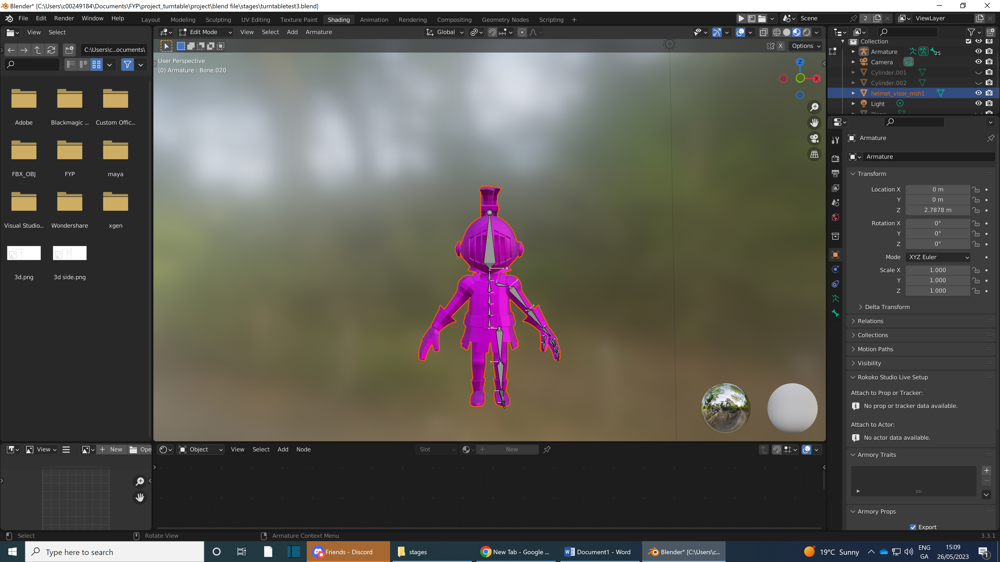 Blender* [C:\Users\c00249184\Documents\FYP\project_turntable\project\blend file\stages\turntabletest3.blend]
File Edit Render Window Help Layout Modeling Sculpting UV Editing Texture Paint Shading Animation Rendering Compositing Geometry Nodes Scripting Scene 2 ViewLayer
View Select
Edit Mode View Select Add Armature Global
C:\Users\c...ocuments\
X Options
User Perspective
(0) Armature : Bone.020
Z
X
Adobe Blackmagic ... Custom Offic...
FBX_OBJ FYP maya
Visual Studio... Wondershare xgen
3d.png 3d side.png
Collection
Armature 25
Camera
Cylinder.001
Cylinder.002
helmet_visor_msh1
Light
Armature
Armature
Transform
Location X 0 m
Y 0 m
Z 2.7878 m
Rotation X 0°
Y 0°
Z 0°
Mode XYZ Euler
Scale X 1.000
Y 1.000
Z 1.000
Delta Transform
Relations
Collections
Motion Paths
Visibility
Rokoko Studio Live Setup
Attach to Prop or Tracker:
No prop or tracker data available.
Attach to Actor:
No actor data available.
Armory Traits
Armory Props
Export
View New Ope
Object View Select Add Node Slot New
Select Rotate View Armature Context Menu 3.3.1
Type here to search Friends - Discord stages New Tab - Google ... Document1 - Word Blender* [C:\Users\c... 19°C Sunny
ENG
GA
15:09
26/05/2023
1